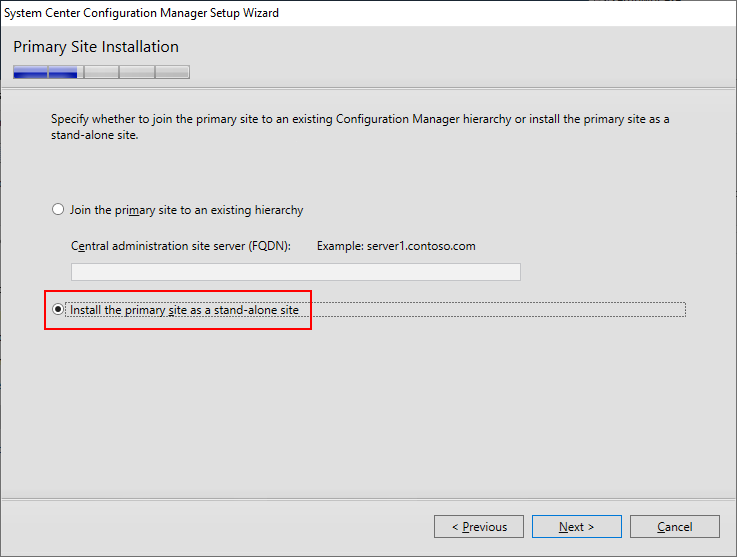 System Center Configuration Manager Setup Wizard
Primary Site Installation
Specify whether to join the primary site to an existing Configuration Manager hierarchy or install the primary site as a
stand-alone site.
Join the primary site to an existing hierarchy
Central administration site server (FQDN): Example: server1.contoso.com
Install the primary site as a stand-alone site
< Previous Next > Cancel